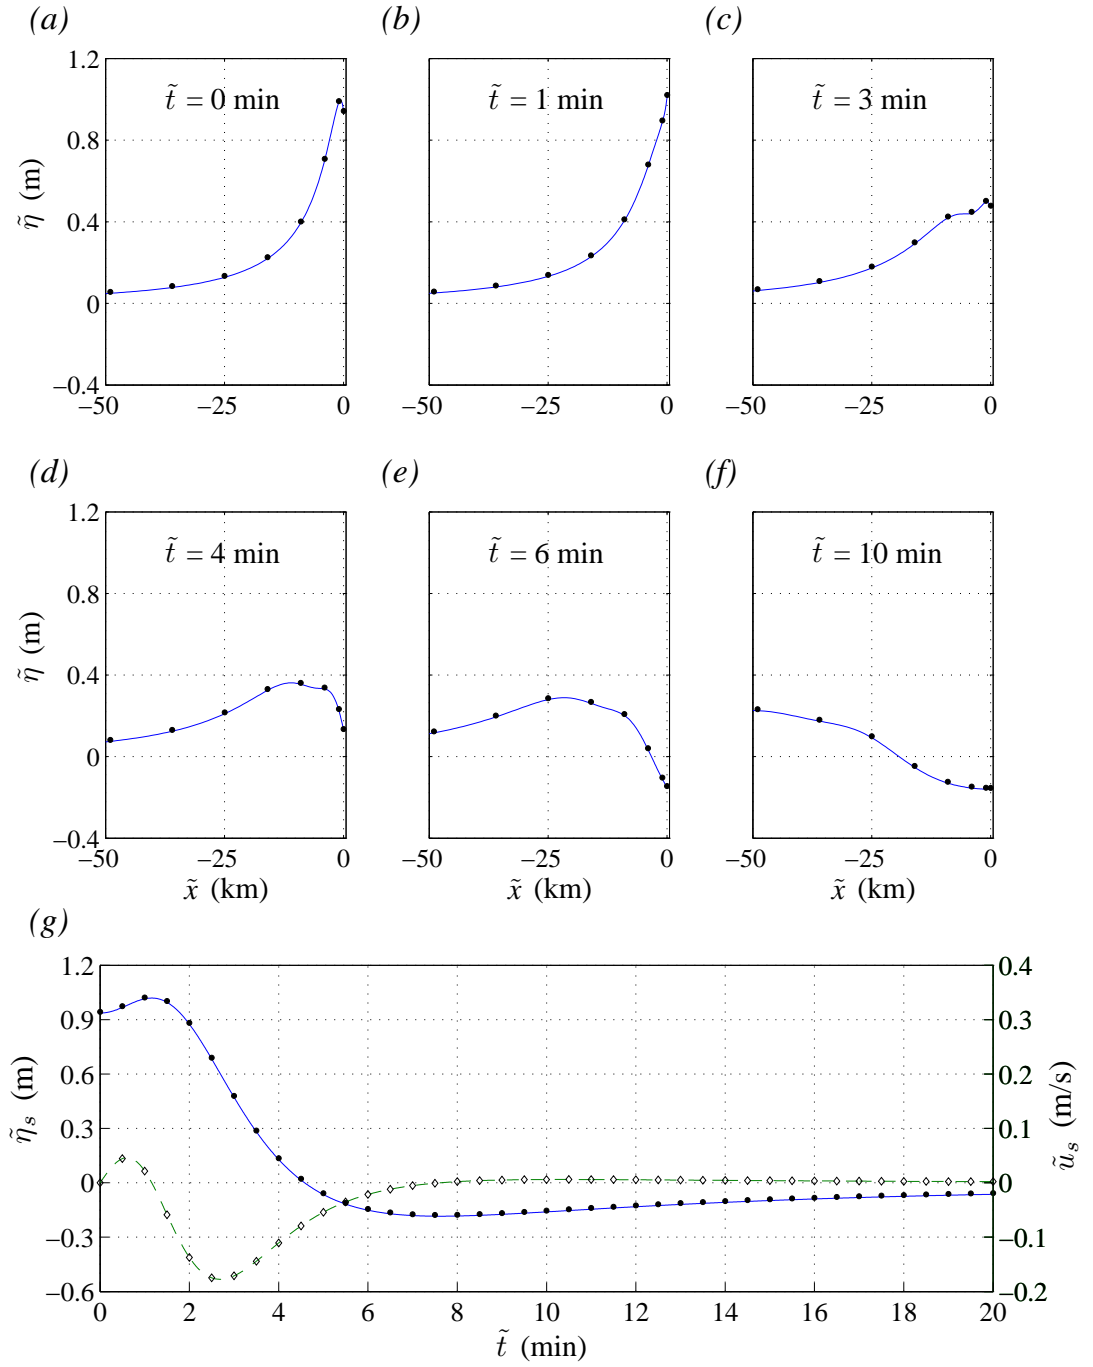 (a) (b) (c)
1.2
0.8
0.4
0
−0.4
η̃ (m)
t̃ = 0 min
t̃ = 1 min
t̃ = 3 min
−50 −25 0
−50 −25 0
−50 −25 0
(d) (e) (f)
1.2
0.8
0.4
0
−0.4
η̃ (m)
t̃ = 4 min
t̃ = 6 min
t̃ = 10 min
−50 −25 0
−50 −25 0
−50 −25 0
x̃ (km)
x̃ (km)
x̃ (km)
(g)
1.2
0.9
0.6
0.3
0
−0.3
−0.6
η̃s (m)
0.4
0.3
0.2
0.1
0
−0.1
−0.2
ũs (m/s)
0 2 4 6 8 10 12 14 16 18 20
t̃ (min)